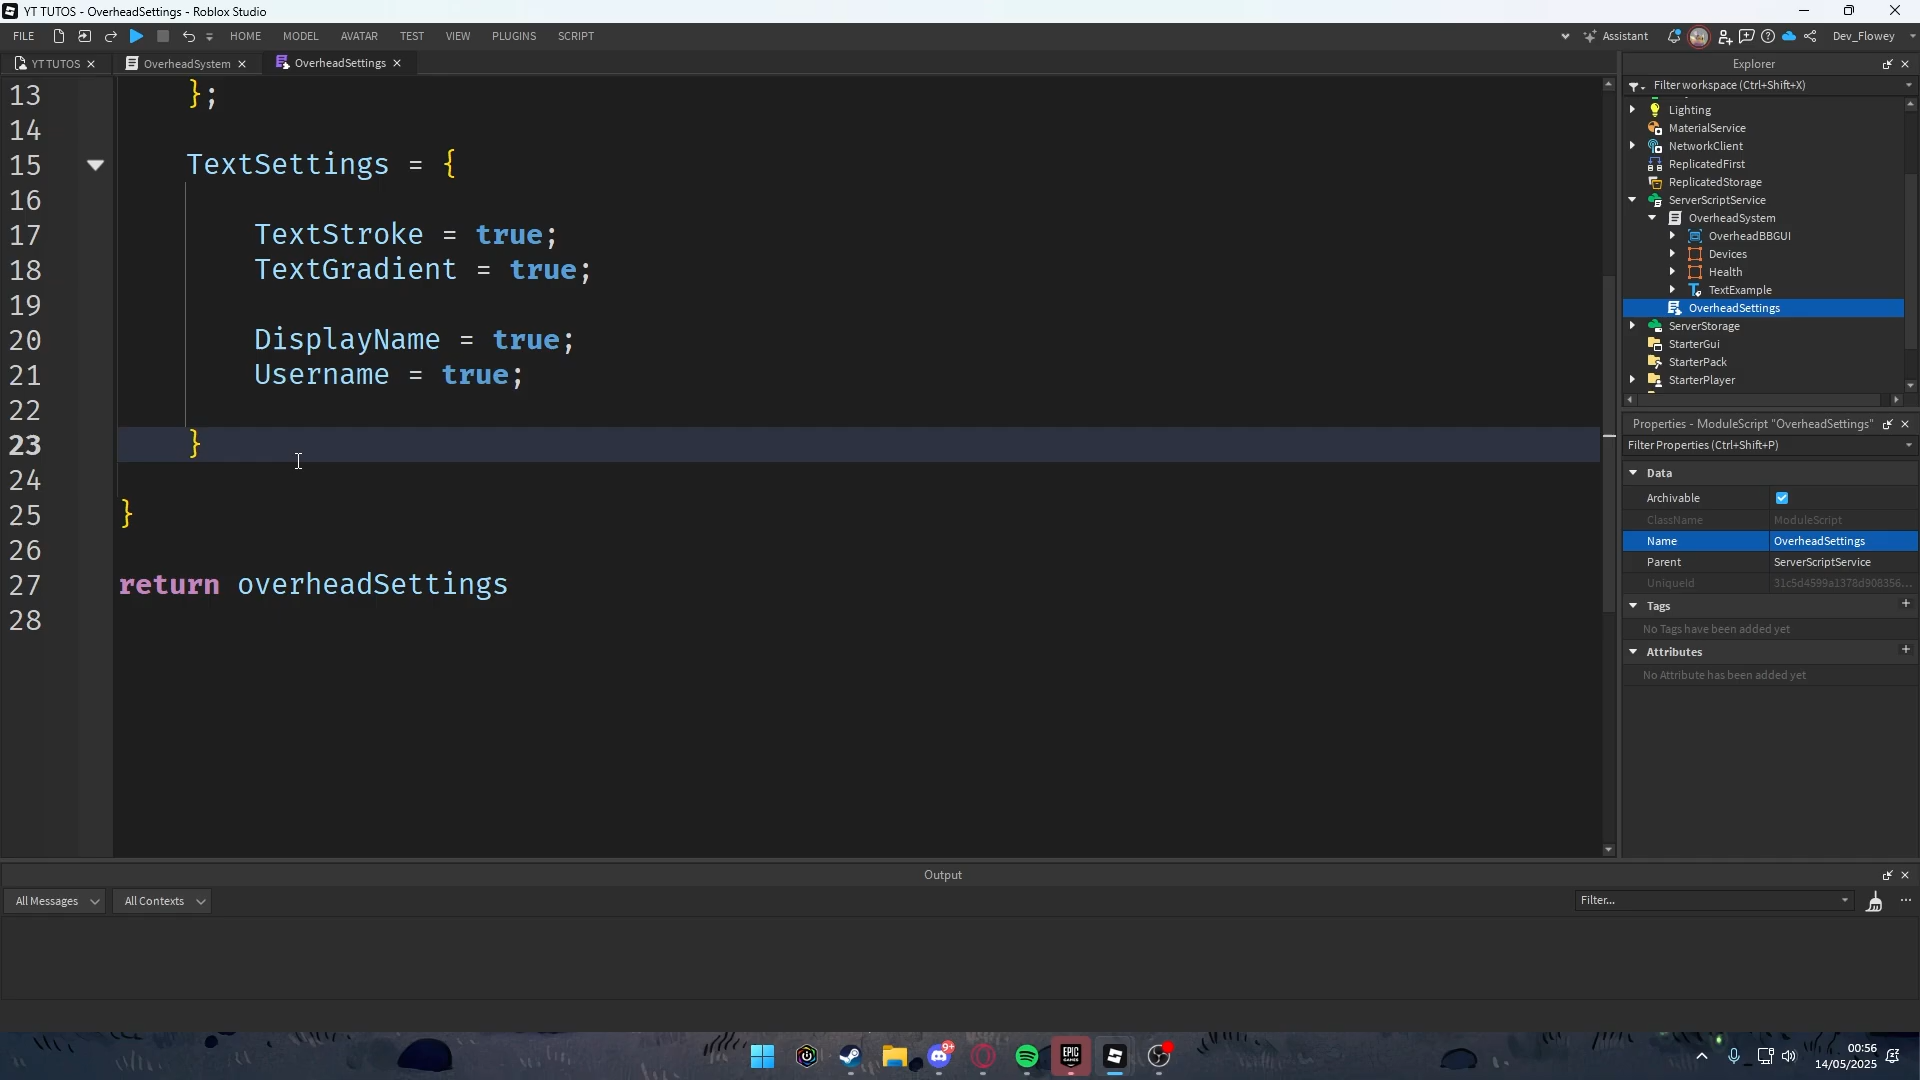 YT TUTOS - OverheadSettings - Roblox Studio
FILE HOME MODEL AVATAR TEST VIEW PLUGINS SCRIPT Assistant Dev_Flowey
YT TUTOS OverheadSystem OverheadSettings
13 };
14
15 TextSettings = {
16
17 TextStroke = true;
18 TextGradient = true;
19
20 DisplayName = true;
21 Username = true;
22
23 }
24
25 }
26
27 return overheadSettings
28
Explorer
Filter workspace (Ctrl+Shift+X)
Lighting
MaterialService
NetworkClient
ReplicatedFirst
ReplicatedStorage
ServerScriptService
OverheadSystem
OverheadBBGUI
Devices
Health
TextExample
OverheadSettings
ServerStorage
StarterGui
StarterPack
StarterPlayer
Properties - ModuleScript "OverheadSettings"
Filter Properties (Ctrl+Shift+P)
Data
Archivable
ClassName ModuleScript
Name OverheadSettings
Parent ServerScriptService
UniqueId 31c5d4599a1378d908356...
Tags
No Tags have been added yet
Attributes
No Attribute has been added yet
Output
All Messages All Contexts Filter...
9+
EPIC GAMES
00:56
14/05/2025